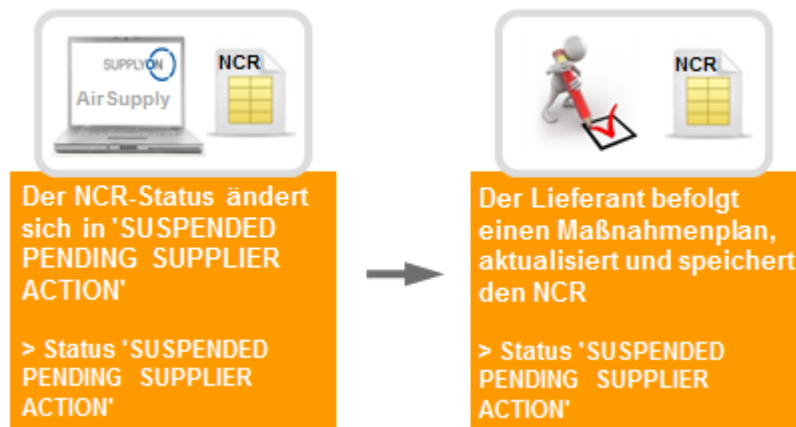 SUPPLYON
AirSupply
NCR
Der NCR-Status ändert
sich in 'SUSPENDED
PENDING SUPPLIER
ACTION'
> Status 'SUSPENDED
PENDING SUPPLIER
ACTION'
NCR
Der Lieferant befolgt
einen Maßnahmenplan,
aktualisiert und speichert
den NCR
> Status 'SUSPENDED
PENDING SUPPLIER
ACTION'